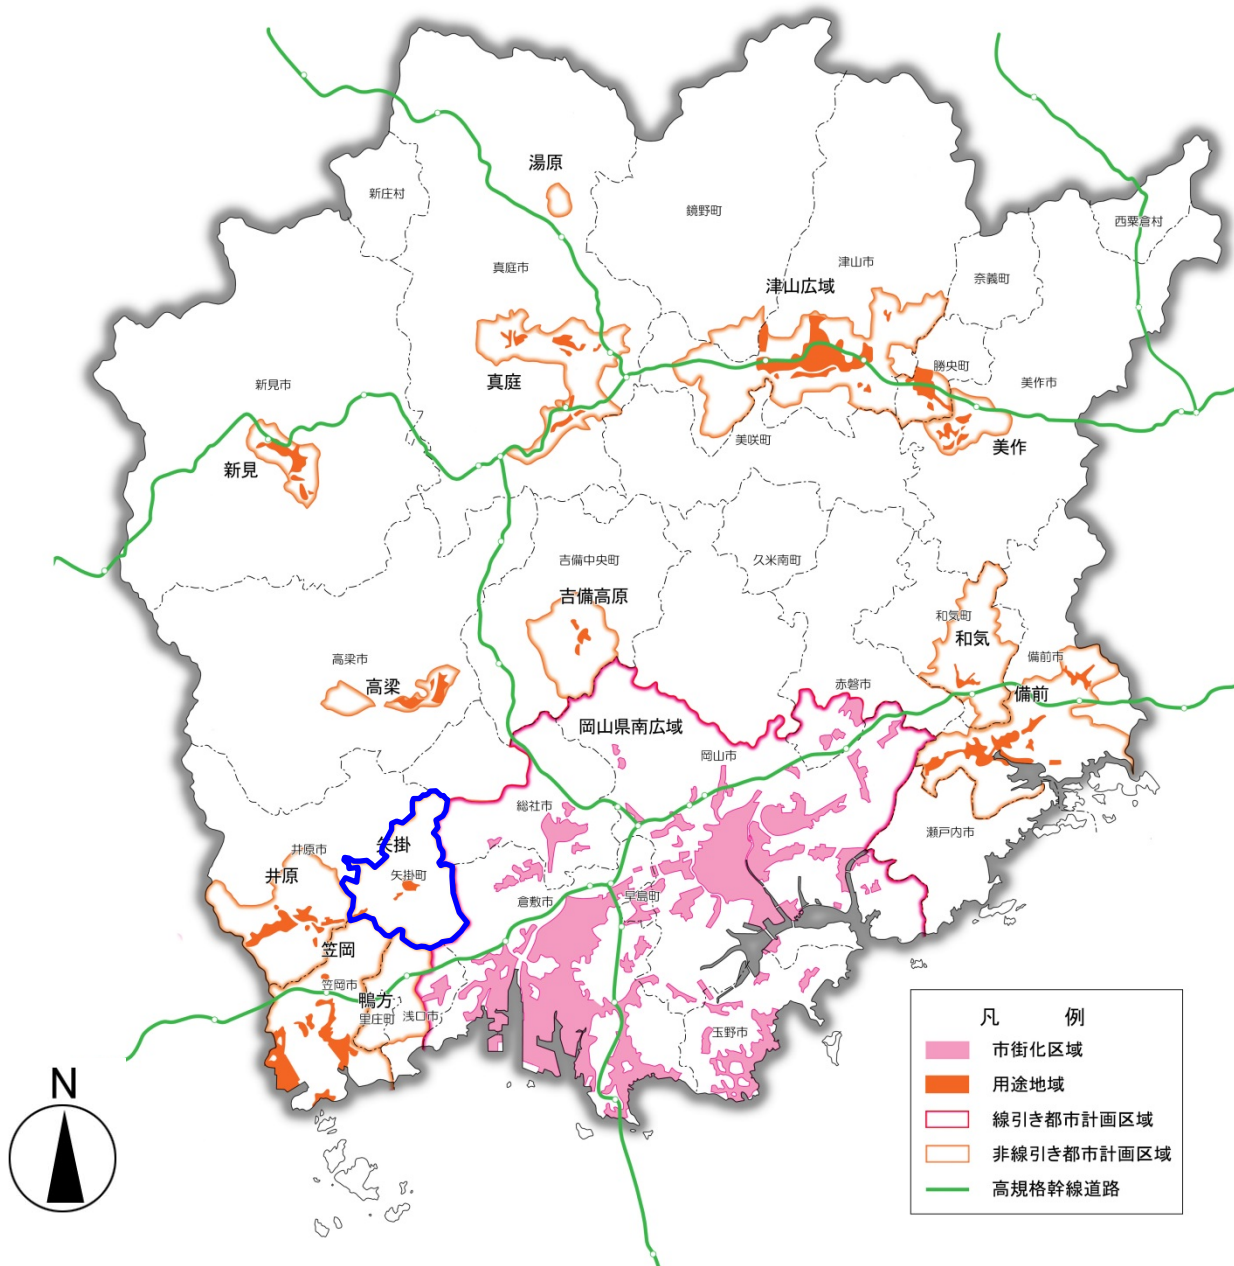 湯原
新庄村
鏡野町
西粟倉村
真庭市
津山市
奈義町
津山広域
勝央町
新見市
真庭
美作市
美咲町
美作
新見
吉備中央町
久米南町
吉備高原
和気町
和気
高梁市
備前市
高梁
赤磐市
備前
岡山県南広域
岡山市
総社市
瀬戸内市
矢掛
井原市
井原
矢掛町
倉敷市
早島町
笠岡
笠岡市
鴨方
里庄町
浅口市
玉野市
N
凡 例
市街化区域
用途地域
線引き都市計画区域
非線引き都市計画区域
高規格幹線道路